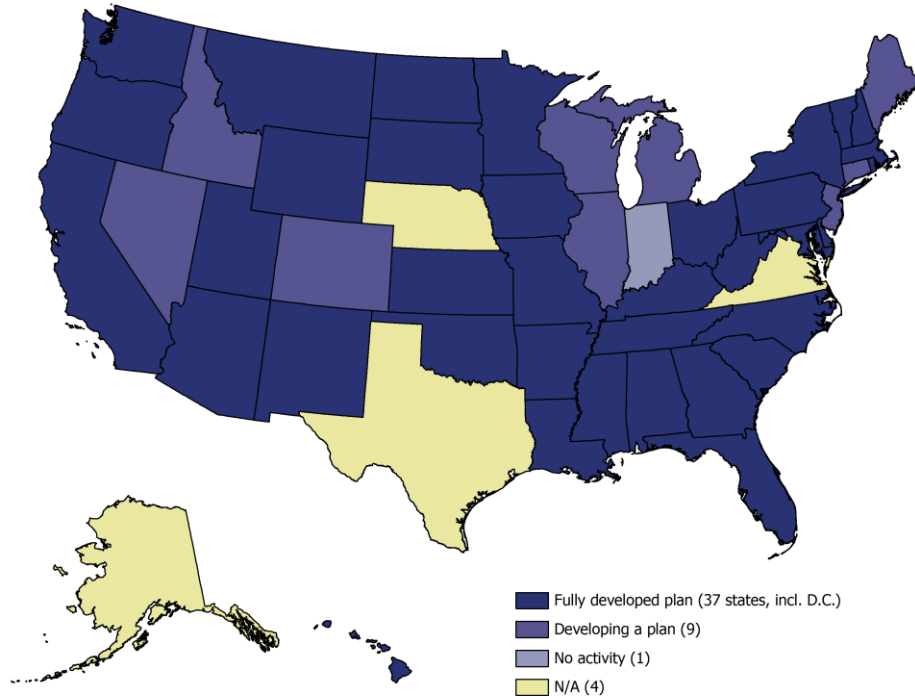 Fully developed plan (37 states, incl. D.C.)
Developing a plan (9)
No activity (1)
N/A (4)